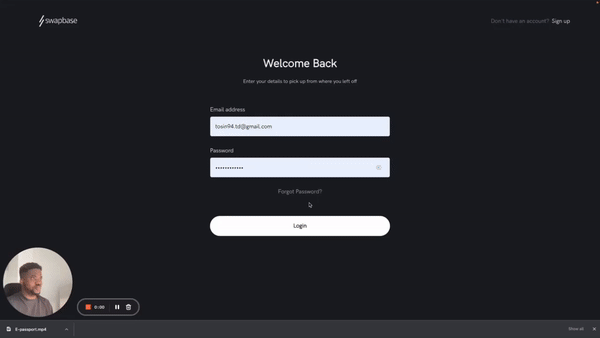 swapbase
Don't have an account? Sign up
Welcome Back
Enter your details to pick up from where you left off
Email address
tosin94.td@gmail.com
Password
••••••••••••
Forgot Password?
Login
0:00
E-passport.mp4
Show all